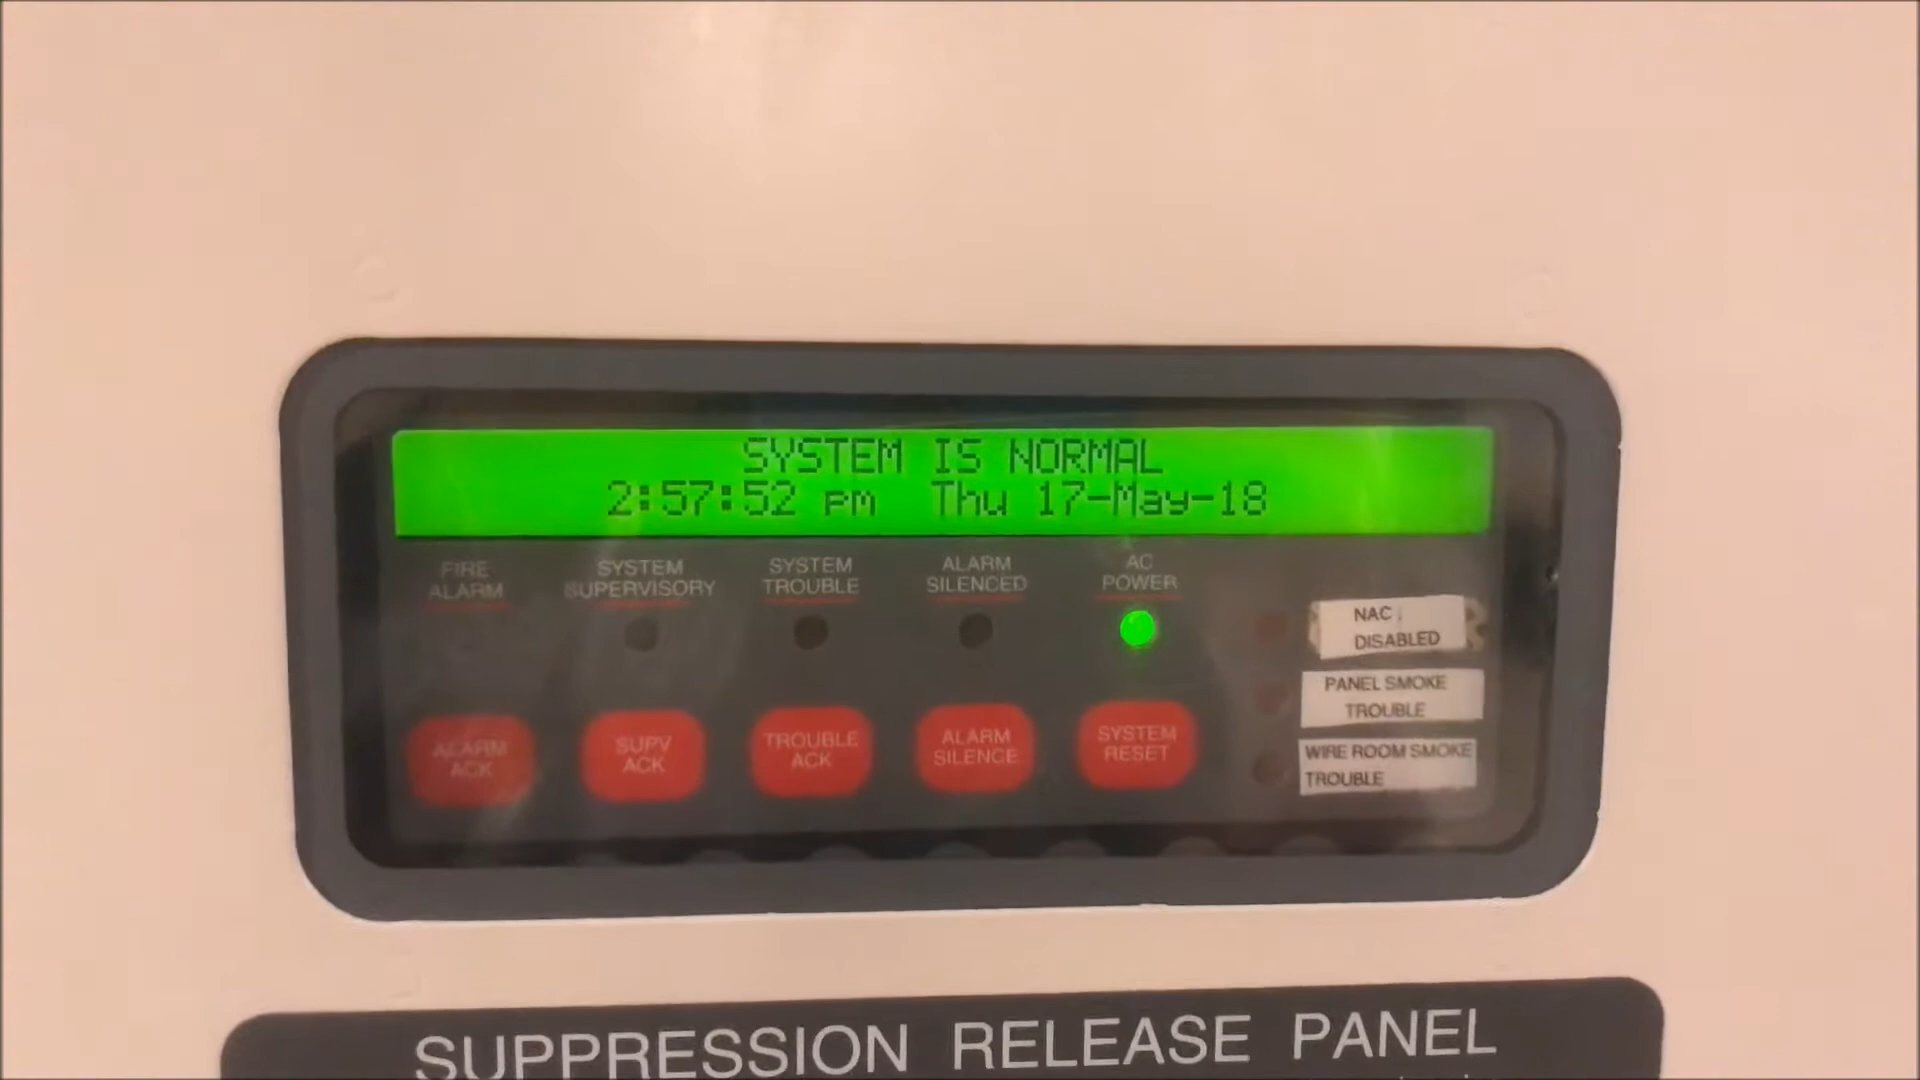 SYSTEM IS NORMAL
2:57:52 pm Thu 17-May-18
FIRE
ALARM
SYSTEM
SUPERVISORY
SYSTEM
TROUBLE
ALARM
SILENCED
AC
POWER
NAC
DISABLED
PANEL SMOKE
TROUBLE
WIRE ROOM SMOKE
TROUBLE
ALARM
ACK
SUPV
ACK
TROUBLE
ACK
ALARM
SILENCE
SYSTEM
RESET
SUPPRESSION RELEASE PANEL